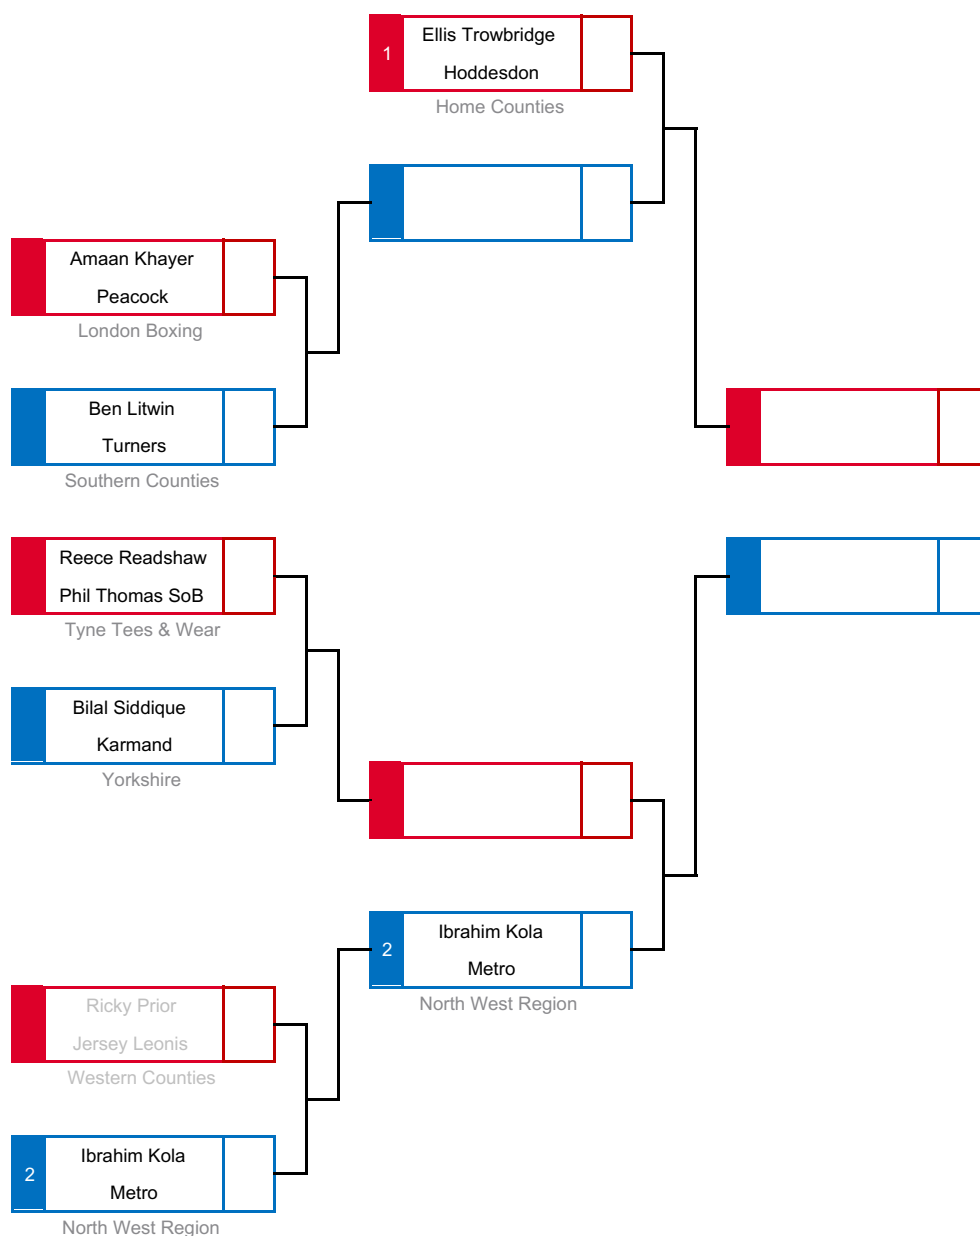 1
Ellis Trowbridge
Hoddesdon
Home Counties
Amaan Khayer
Peacock
London Boxing
Ben Litwin
Turners
Southern Counties
Reece Readshaw
Phil Thomas SoB
Tyne Tees & Wear
Bilal Siddique
Karmand
Yorkshire
2
Ibrahim Kola
Metro
North West Region
Ricky Prior
Jersey Leonis
Western Counties
2
Ibrahim Kola
Metro
North West Region